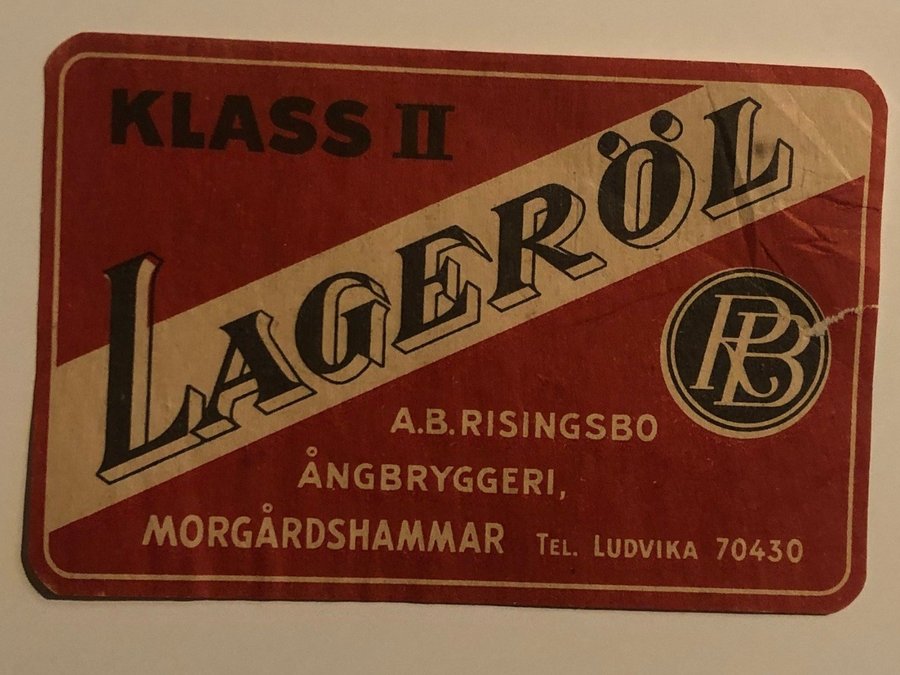 KLASS II
LAGERÖL
RB
A.B. RISINGSBO
ÅNGBRYGGERI,
MORGÅRDSHAMMAR TEL. LUDVIKA 70430